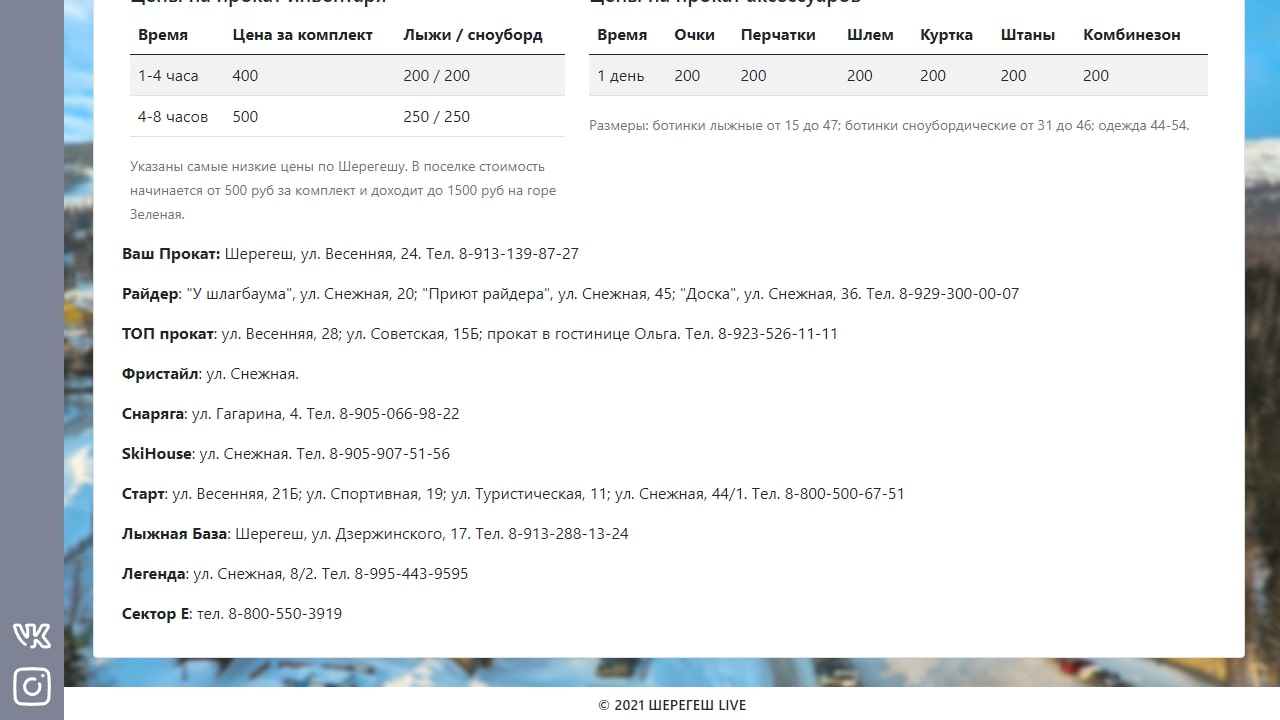 Цены на прокат инвентаря
Цены на прокат аксессуаров
Время Цена за комплект Лыжи / сноуборд
1-4 часа 400 200 / 200
4-8 часов 500 250 / 250
Указаны самые низкие цены по Шерегешу. В поселке стоимость
начинается от 500 руб за комплект и доходит до 1500 руб на горе
Зеленая.
Время Очки Перчатки Шлем Куртка Штаны Комбинезон
1 день 200 200 200 200 200 200
Размеры: ботинки лыжные от 15 до 47; ботинки сноубордические от 31 до 46; одежда 44-54.
Ваш Прокат: Шерегеш, ул. Весенняя, 24. Тел. 8-913-139-87-27
Райдер: "У шлагбаума", ул. Снежная, 20; "Приют райдера", ул. Снежная, 45; "Доска", ул. Снежная, 36. Тел. 8-929-300-00-07
ТОП прокат: ул. Весенняя, 28; ул. Советская, 15Б; прокат в гостинице Ольга. Тел. 8-923-526-11-11
Фристайл: ул. Снежная.
Снаряга: ул. Гагарина, 4. Тел. 8-905-066-98-22
SkiHouse: ул. Снежная. Тел. 8-905-907-51-56
Старт: ул. Весенняя, 21Б; ул. Спортивная, 19; ул. Туристическая, 11; ул. Снежная, 44/1. Тел. 8-800-500-67-51
Лыжная База: Шерегеш, ул. Дзержинского, 17. Тел. 8-913-288-13-24
Легенда: ул. Снежная, 8/2. Тел. 8-995-443-9595
Сектор Е: тел. 8-800-550-3919
© 2021 ШЕРЕГЕШ LIVE